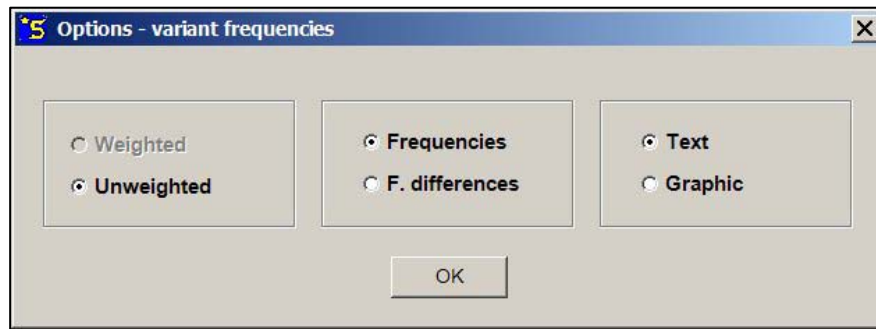 Options - variant frequencies
Weighted
Unweighted
Frequencies
F. differences
Text
Graphic
OK